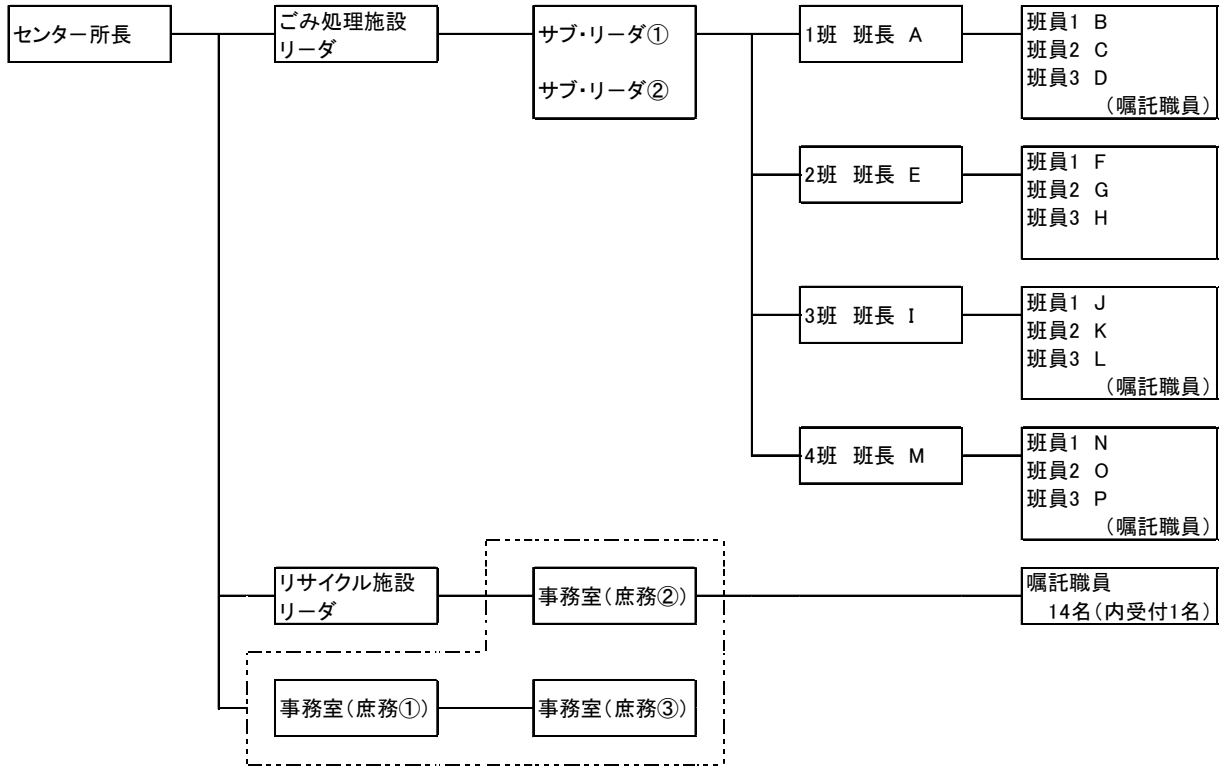 センター所長
ごみ処理施設
リーダ
サブ・リーダ①
サブ・リーダ②
1班 班長 A
班員1 B
班員2 C
班員3 D
(嘱託職員)
2班 班長 E
班員1 F
班員2 G
班員3 H
3班 班長 I
班員1 J
班員2 K
班員3 L
(嘱託職員)
4班 班長 M
班員1 N
班員2 O
班員3 P
(嘱託職員)
リサイクル施設
リーダ
事務室(庶務②)
嘱託職員
14名(内受付1名)
事務室(庶務①)
事務室(庶務③)